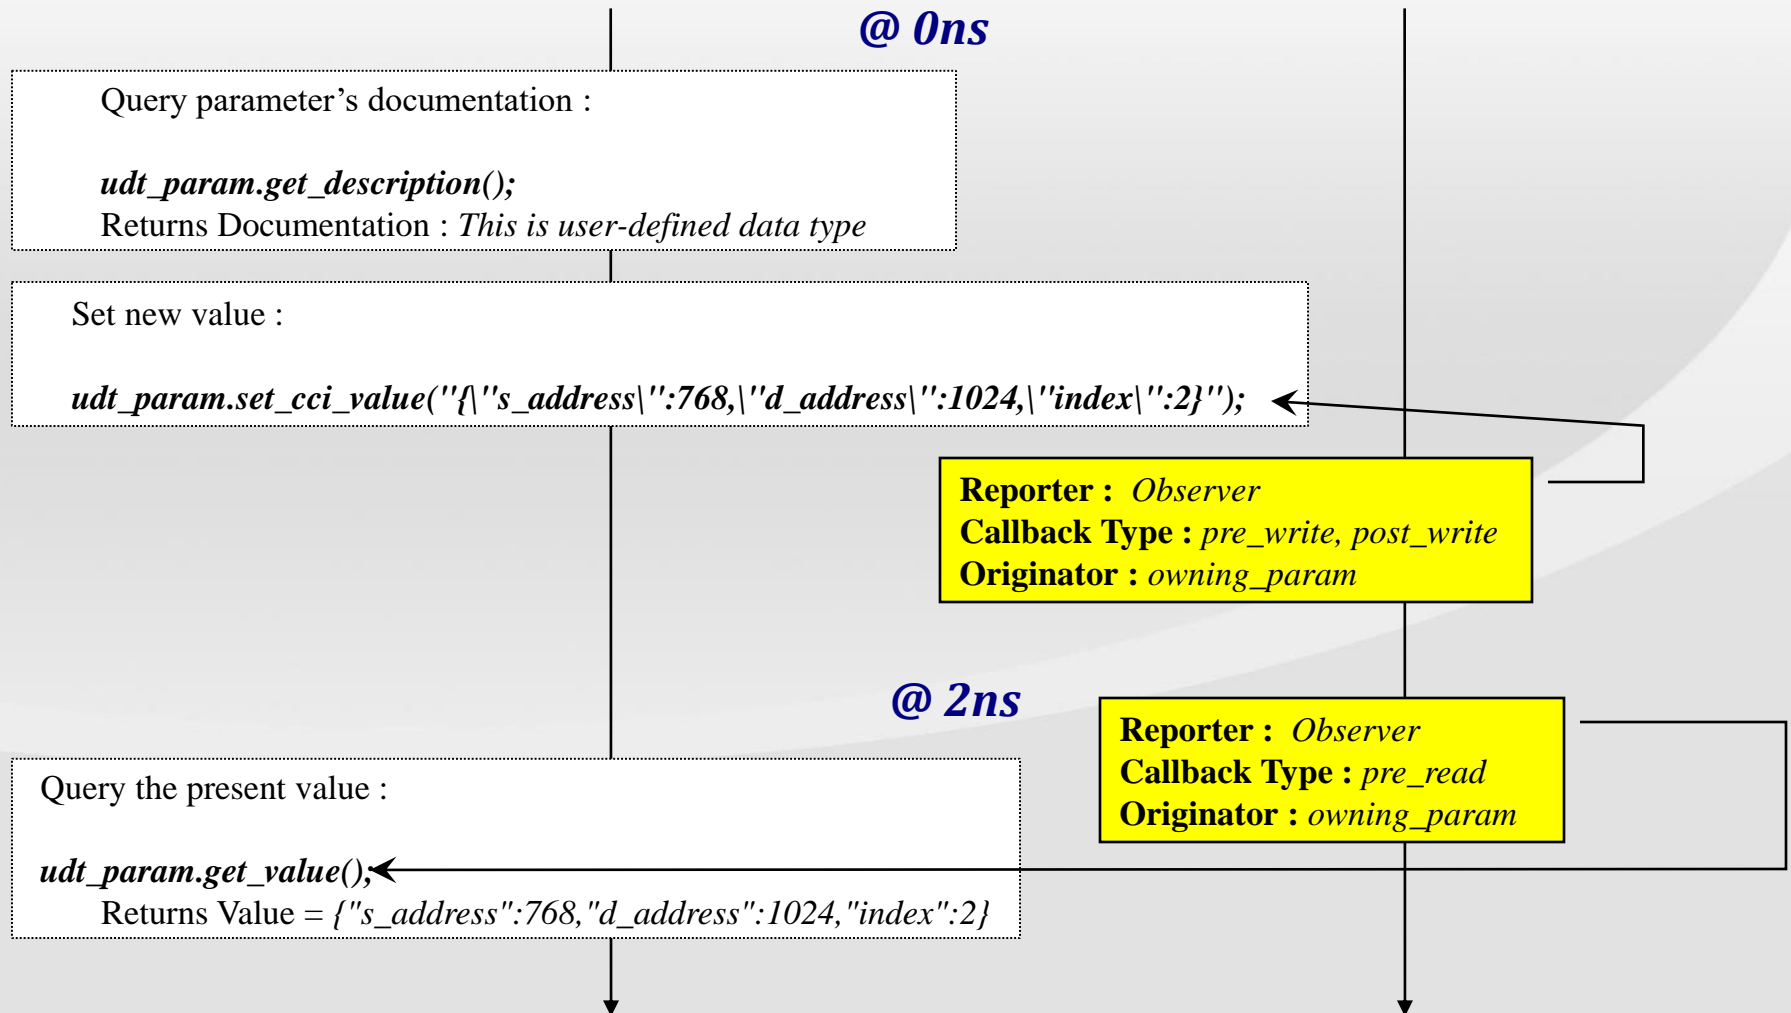 @ 0ns
Query parameter’s documentation :
udt_param.get_description();
Returns Documentation : This is user-defined data type
Set new value :
udt_param.set_cci_value("{\"s_address\":768,\"d_address\":1024,\"index\":2}");
Reporter : Observer
Callback Type : pre_write, post_write
Originator : owning_param
@ 2ns
Reporter : Observer
Callback Type : pre_read
Originator : owning_param
Query the present value :
udt_param.get_value();
Returns Value = {"s_address":768,"d_address":1024,"index":2}